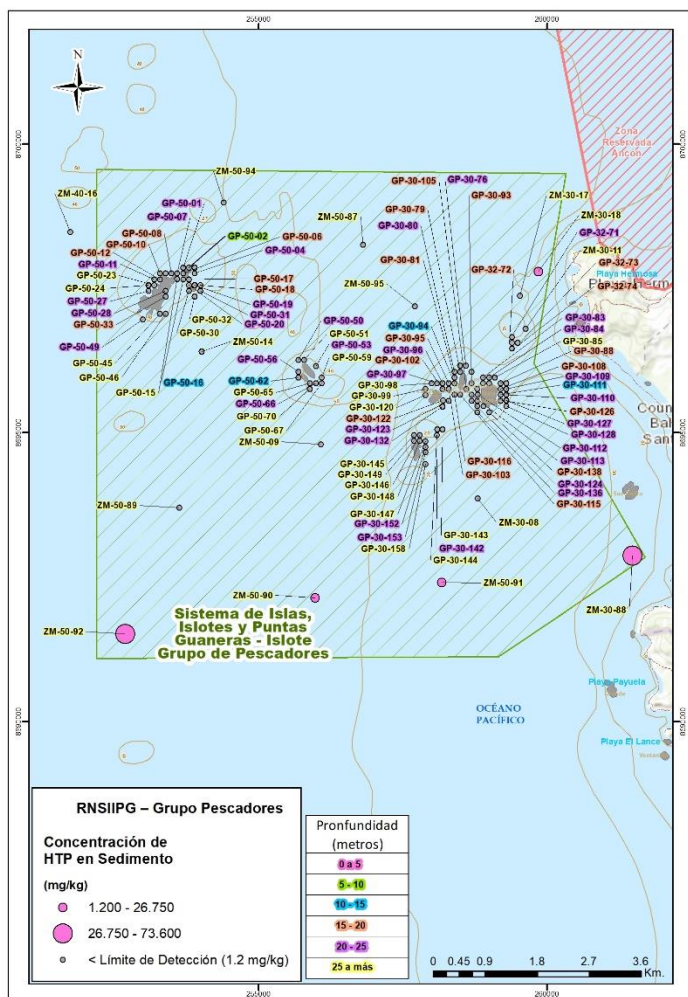 255000
260000
N
Zona
Reservada
Ancón
8700000
ZM-50-94
ZM-40-16
GP-50-01
GP-50-07
GP-50-08
GP-50-10
GP-50-12
GP-50-11
GP-50-23
GP-50-24
GP-50-27
GP-50-28
GP-50-33
GP-50-49
GP-50-45
GP-50-46
GP-50-15
GP-50-02
GP-50-06
GP-50-04
GP-50-17
GP-50-18
GP-50-19
GP-50-31
GP-50-20
GP-50-32
GP-50-30
ZM-50-14
GP-50-16
ZM-50-87
ZM-50-95
GP-50-50
GP-50-51
GP-50-53
GP-50-59
GP-50-56
GP-50-62
GP-50-65
GP-50-66
GP-50-70
GP-50-67
ZM-50-09
ZM-50-89
GP-30-105
GP-30-76
GP-30-79
GP-30-93
GP-30-80
GP-30-81
ZM-30-17
ZM-30-18
GP-32-71
ZM-30-11
GP-32-73
GP-32-72
GP-32-74
Playa Hermosa
GP-30-94
GP-30-95
GP-30-96
GP-30-102
GP-30-97
GP-30-98
GP-30-99
GP-30-120
GP-30-122
GP-30-123
GP-30-132
GP-30-83
GP-30-84
GP-30-85
GP-30-88
GP-30-108
GP-30-109
GP-30-111
GP-30-110
GP-30-126
GP-30-127
GP-30-128
GP-30-112
GP-30-113
GP-30-138
GP-30-124
GP-30-136
GP-30-115
GP-30-116
GP-30-103
GP-30-145
GP-30-149
GP-30-146
GP-30-148
GP-30-147
GP-30-152
GP-30-153
GP-30-158
ZM-30-08
GP-30-143
GP-30-142
GP-30-144
ZM-50-90
ZM-50-91
ZM-50-92
ZM-30-88
Sistema de Islas,
Islotes y Puntas
Guaneras - Islote
Grupo de Pescadores
OCÉANO
PACÍFICO
Playa Payuela
Playa El Lance
RNSIIPG – Grupo Pescadores
Concentración de
HTP en Sedimento
(mg/kg)
1.200 - 26.750
26.750 - 73.600
< Límite de Detección (1.2 mg/kg)
Pronfundidad
(metros)
0 a 5
5 - 10
10 - 15
15 - 20
20 - 25
25 a más
0 0.45 0.9 1.8 2.7 3.6
Km.
255000
260000